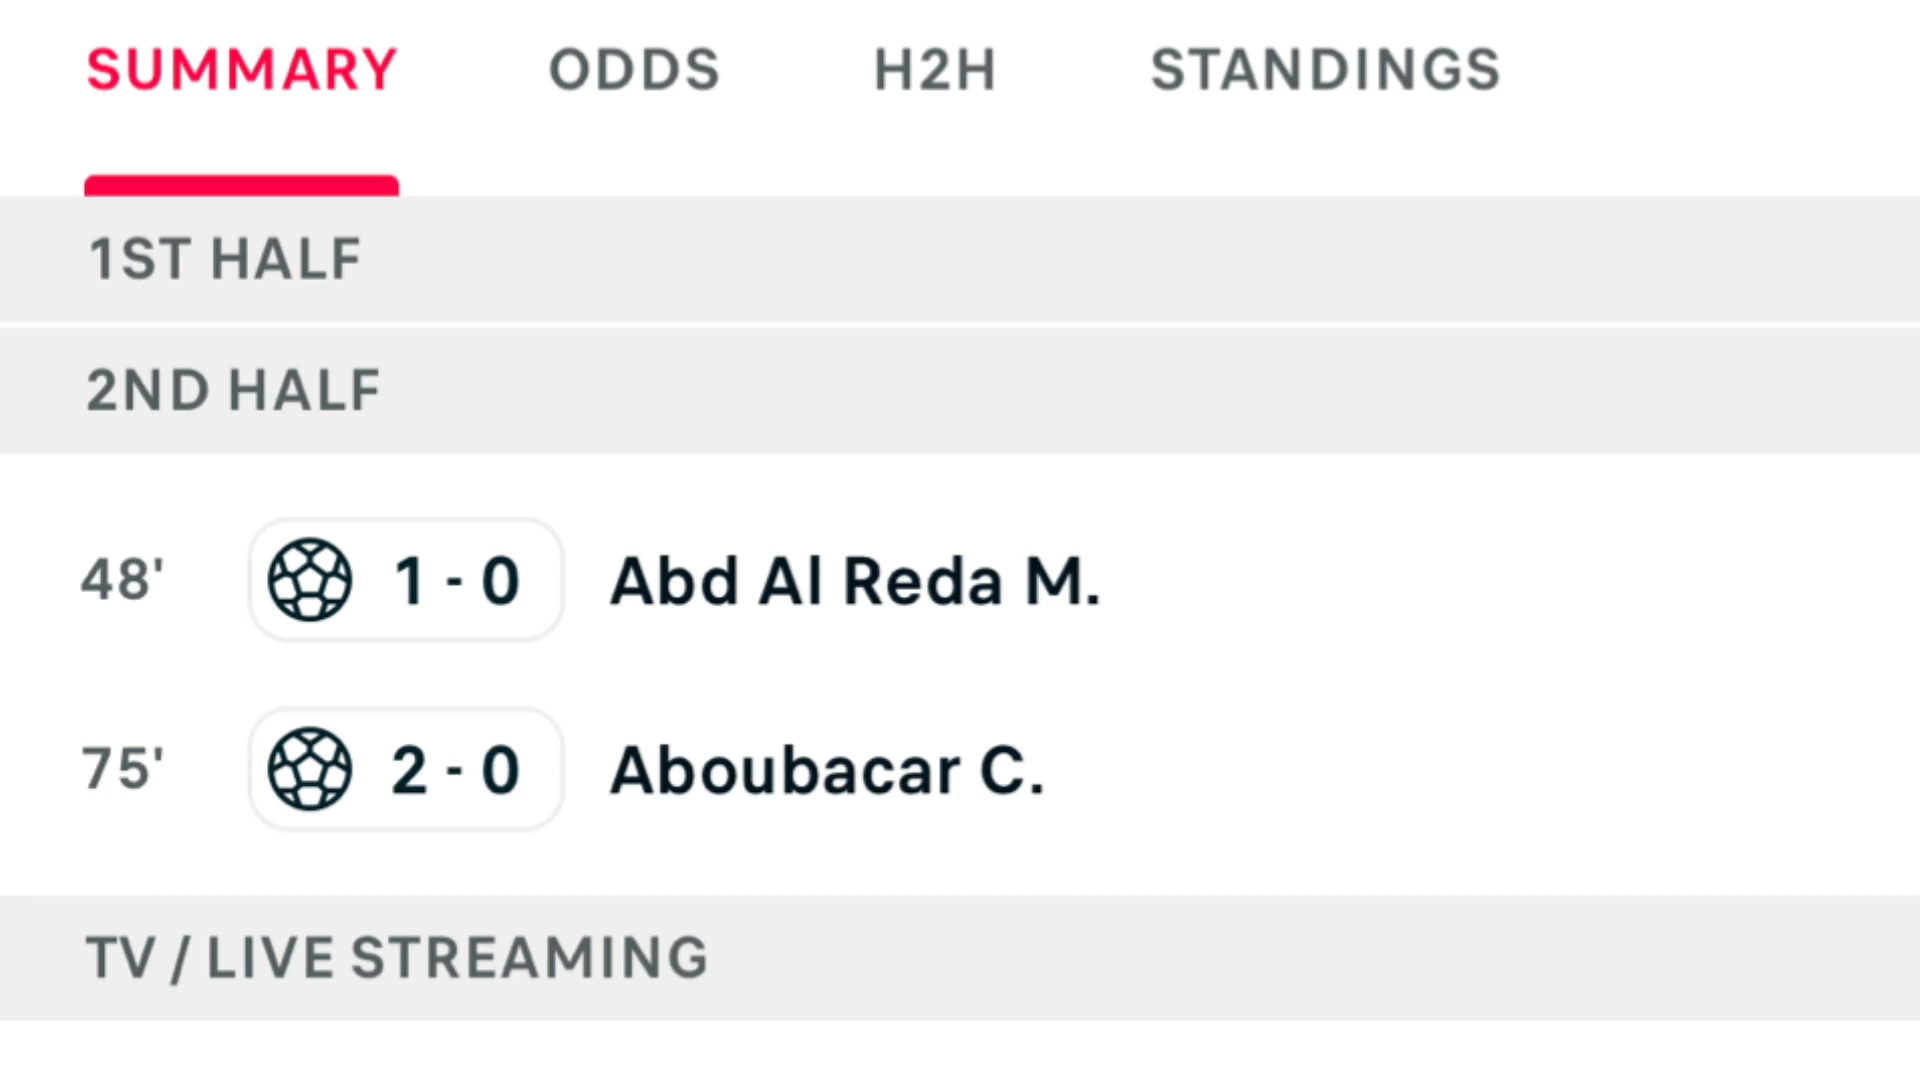 SUMMARY ODDS H2H STANDINGS
1ST HALF
2ND HALF
48' 1 - 0 Abd Al Reda M.
75' 2 - 0 Aboubacar C.
TV / LIVE STREAMING